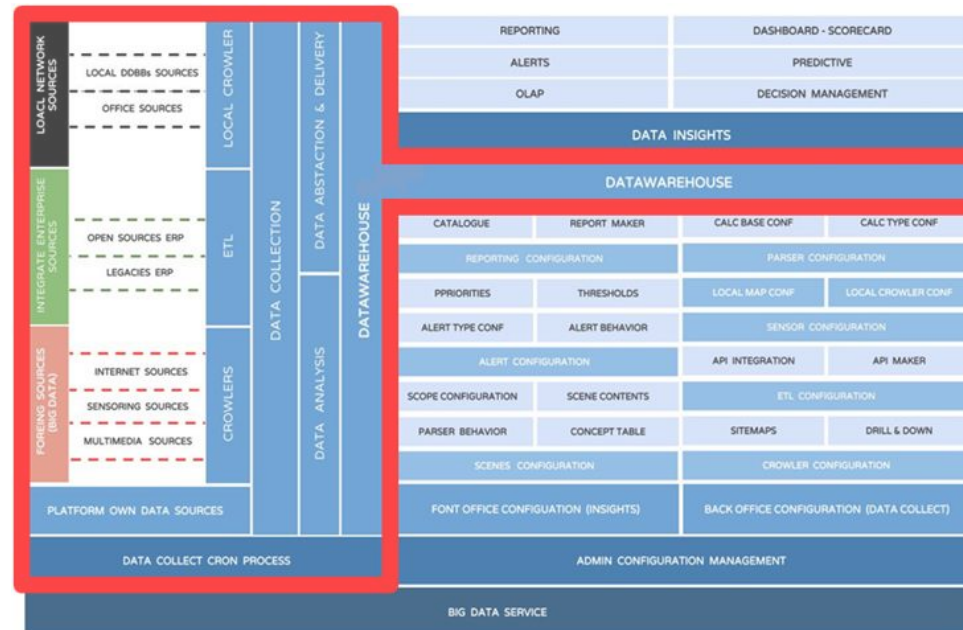 LOACL NETWORK
SOURCES
LOCAL DDBBs SOURCES
OFFICE SOURCES
LOCAL CROWLER
INTEGRATE ENTERPRISE
SOURCES
OPEN SOURCES ERP
LEGACIES ERP
ETL
FOREING SOURCES
(BIG DATA)
INTERNET SOURCES
SENSORING SOURCES
MULTIMEDIA SOURCES
CROWLERS
DATA COLLECTION
DATA ABSTACTION & DELIVERY
DATA ANALYSIS
DATAWAREHOUSE
PLATFORM OWN DATA SOURCES
DATA COLLECT CRON PROCESS
REPORTING
DASHBOARD - SCORECARD
ALERTS
PREDICTIVE
OLAP
DECISION MANAGEMENT
DATA INSIGHTS
DATAWAREHOUSE
CATALOGUE
REPORT MAKER
CALC BASE CONF
CALC TYPE CONF
REPORTING CONFIGURATION
PARSER CONFIGURATION
PPRIORITIES
THRESHOLDS
LOCAL MAP CONF
LOCAL CROWLER CONF
ALERT TYPE CONF
ALERT BEHAVIOR
SENSOR CONFIGURATION
ALERT CONFIGURATION
API INTEGRATION
API MAKER
SCOPE CONFIGURATION
SCENE CONTENTS
ETL CONFIGURATION
PARSER BEHAVIOR
CONCEPT TABLE
SITEMAPS
DRILL & DOWN
SCENES CONFIGURATION
CROWLER CONFIGURATION
FONT OFFICE CONFIGUATION (INSIGHTS)
BACK OFFICE CONFIGURATION (DATA COLLECT)
ADMIN CONFIGURATION MANAGEMENT
BIG DATA SERVICE